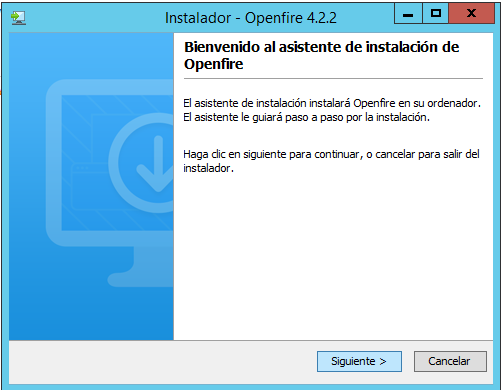 Instalador - Openfire 4.2.2
Bienvenido al asistente de instalación de
Openfire
El asistente de instalación instalará Openfire en su ordenador.
El asistente le guiará paso a paso por la instalación.
Haga clic en siguiente para continuar, o cancelar para salir del
instalador.
Siguiente >
Cancelar